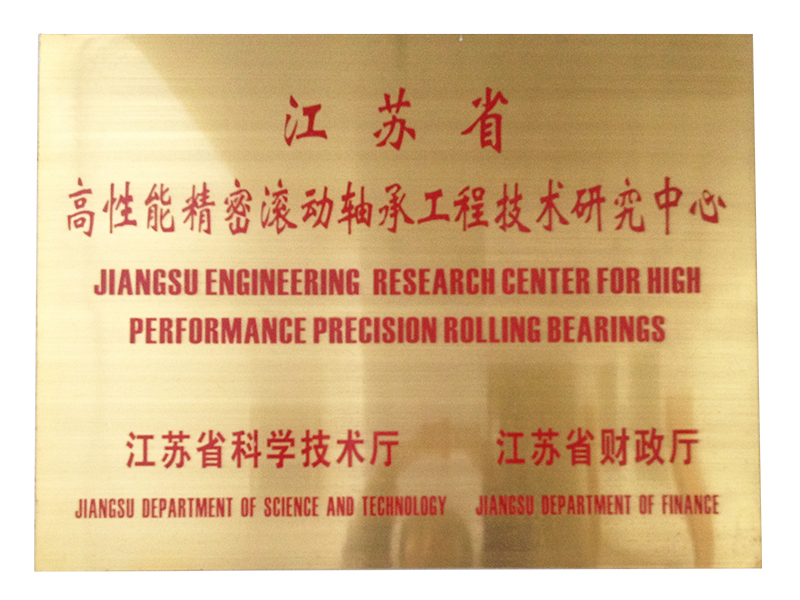 江苏省
高性能精密滚动轴承工程技术研究中心
JIANGSU ENGINEERING RESEARCH CENTER FOR HIGH
PERFORMANCE PRECISION ROLLING BEARINGS
江苏省科学技术厅 江苏省财政厅
JIANGSU DEPARTMENT OF SCIENCE AND TECHNOLOGY JIANGSU DEPARTMENT OF FINANCE